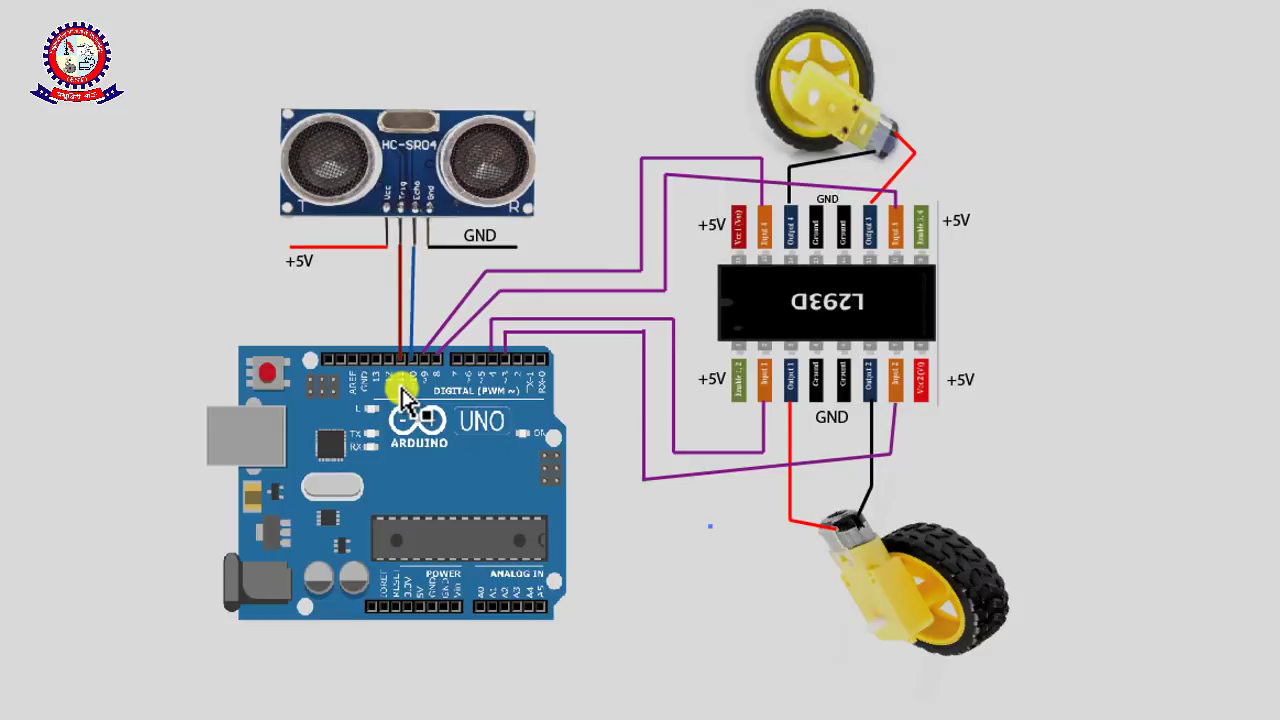 HC-SR04
Vcc
Trig
Echo
Gnd
T
R
+5V
GND
GND
+5V
Vcc 1 (Vss)
Input 4
Output 4
Ground
Ground
Output 3
Input 3
Enable 3, 4
+5V
L293D
+5V
Enable 1, 2
Input 1
Output 1
Ground
Ground
Output 2
Input 2
Vcc 2 (Vs)
+5V
GND
AREF
GND
13
12
~9
8
7
~6
~5
4
~3
2
TX-1
RX-0
DIGITAL (PWM ~)
L
TX
RX
UNO
ARDUINO
ON
POWER
ANALOG IN
IOREF
RESET
3.3V
5V
GND
GND
Vin
A0
A1
A2
A3
A4
A5